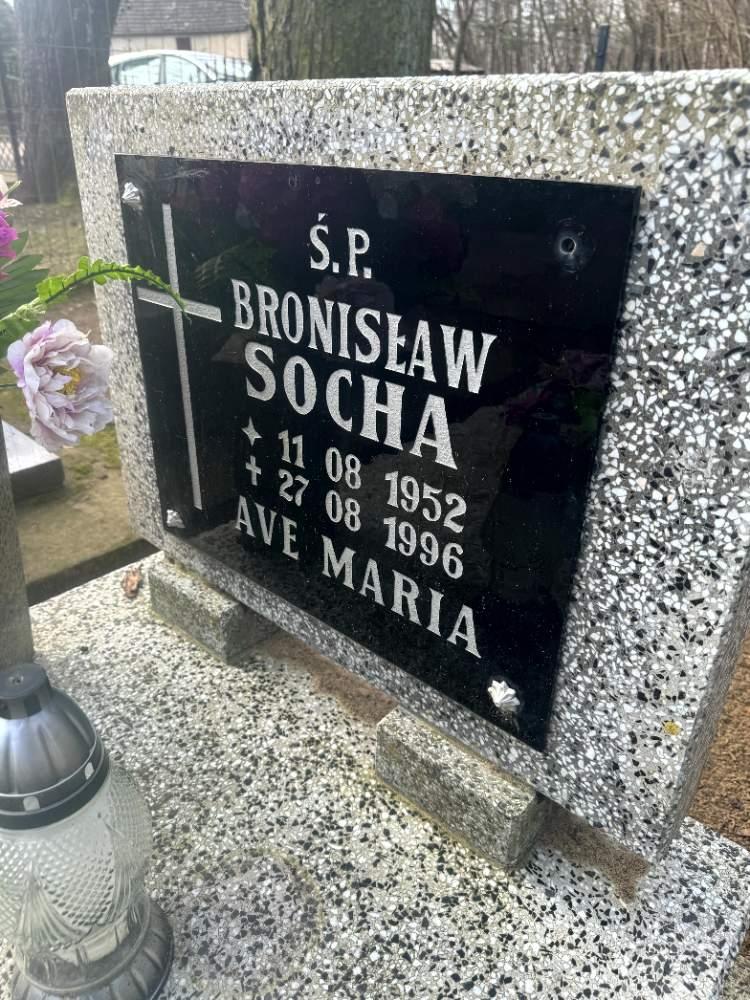 Ś.P.
BRONISŁAW
SOCHA
✦ 11 08 1952
✝ 27 08 1996
AVE MARIA